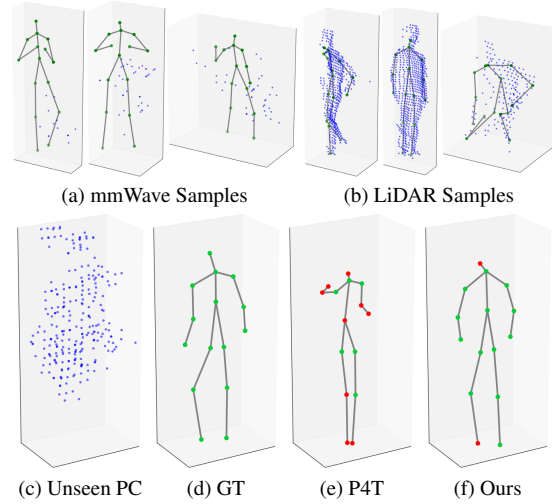 (a) mmWave Samples
(b) LiDAR Samples
(c) Unseen PC
(d) GT
(e) P4T
(f) Ours